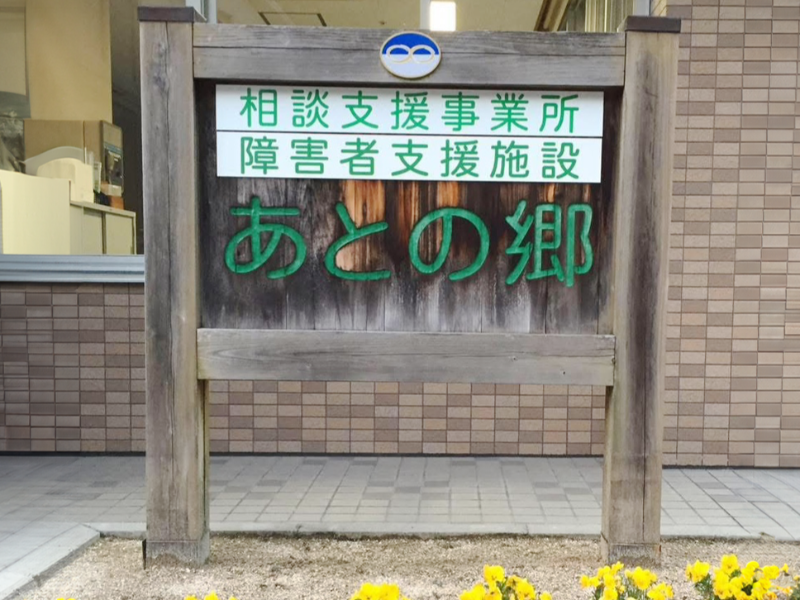 相談支援事業所
障害者支援施設
あとの郷